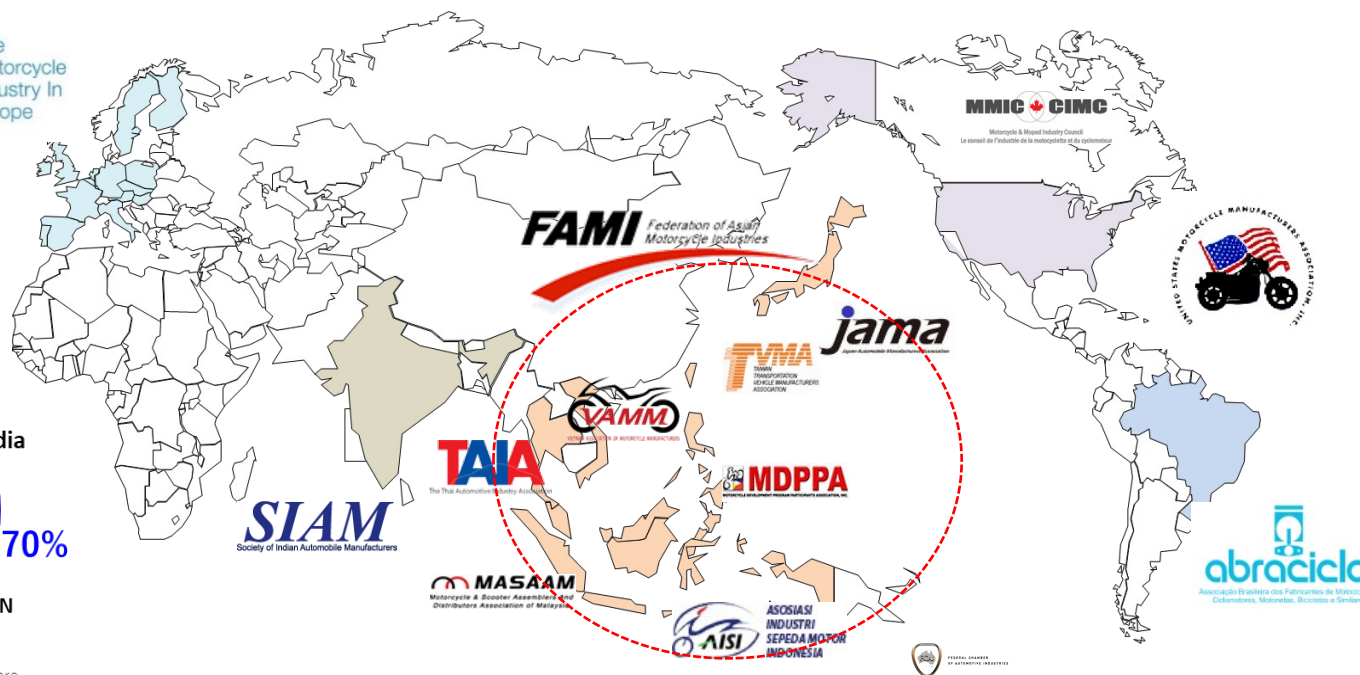 torcycle
ustry In
ope
MMIC CIMC
Motorcycle & Moped Industry Council
Le conseil de l'industrie de la motocyclette et du cyclomoteur
FAMI Federation of Asian
Motorcycle Industries
UNITED STATES MOTORCYCLE MANUFACTURERS ASSOCIATION, INC.
jama
Japan Automobile Manufacturers Association
TVMA
TAIWAN
TRANSPORTATION
VEHICLE MANUFACTURERS
ASSOCIATION
VAMM
VIETNAM ASSOCIATION OF MOTORCYCLE MANUFACTURERS
dia
TAIA
The Thai Automotive Industry Association
MDPPA
MOTORCYCLE DEVELOPMENT PROGRAM PARTICIPANTS ASSOCIATION, INC.
SIAM
Society of Indian Automobile Manufacturers
70%
abraciclo
Associação Brasileira dos Fabricantes de Motocic
Ciclomotores, Motonetas, Bicicletas e Similar
MASAAM
Motorcycle & Scooter Assemblers And
Distributors Association of Malaysia
N
AISI
ASOSIASI
INDUSTRI
SEPEDA MOTOR
INDONESIA
FEDERAL CHAMBER
OF AUTOMOTIVE INDUSTRIES